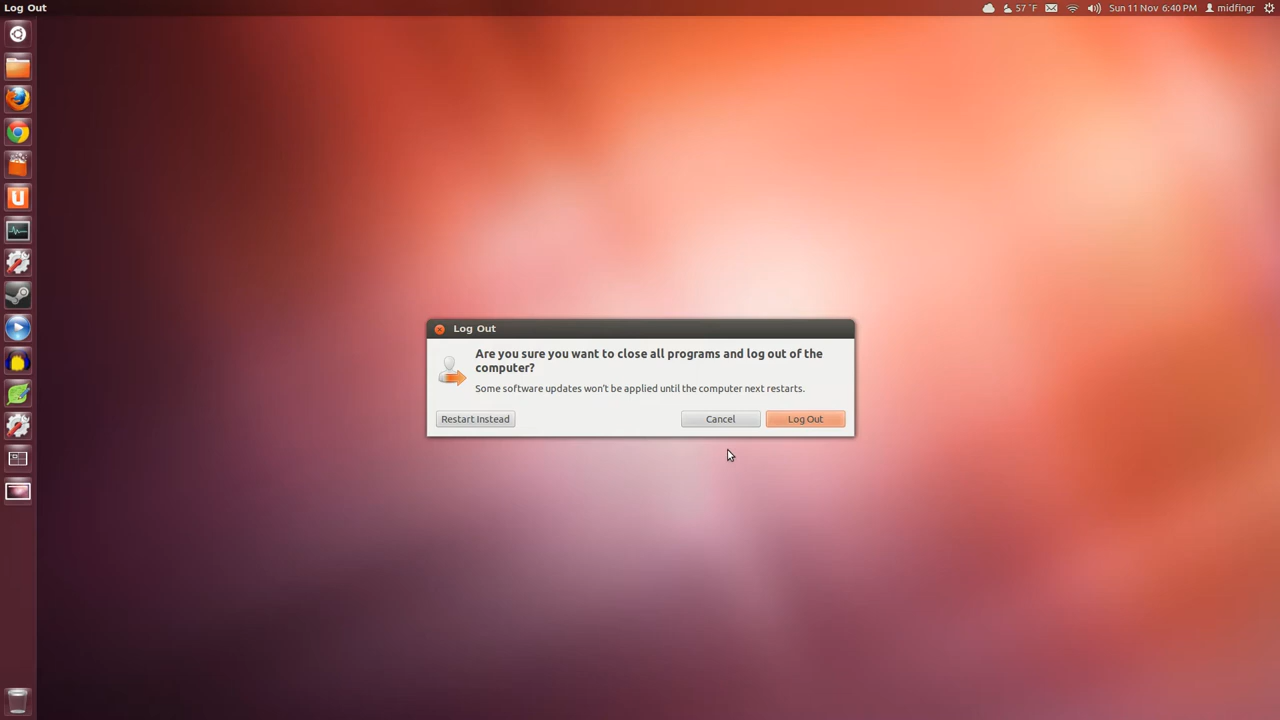 Log Out
57 °F
Sun 11 Nov 6:40 PM
midfingr
Log Out
Are you sure you want to close all programs and log out of the
computer?
Some software updates won't be applied until the computer next restarts.
Restart Instead
Cancel
Log Out